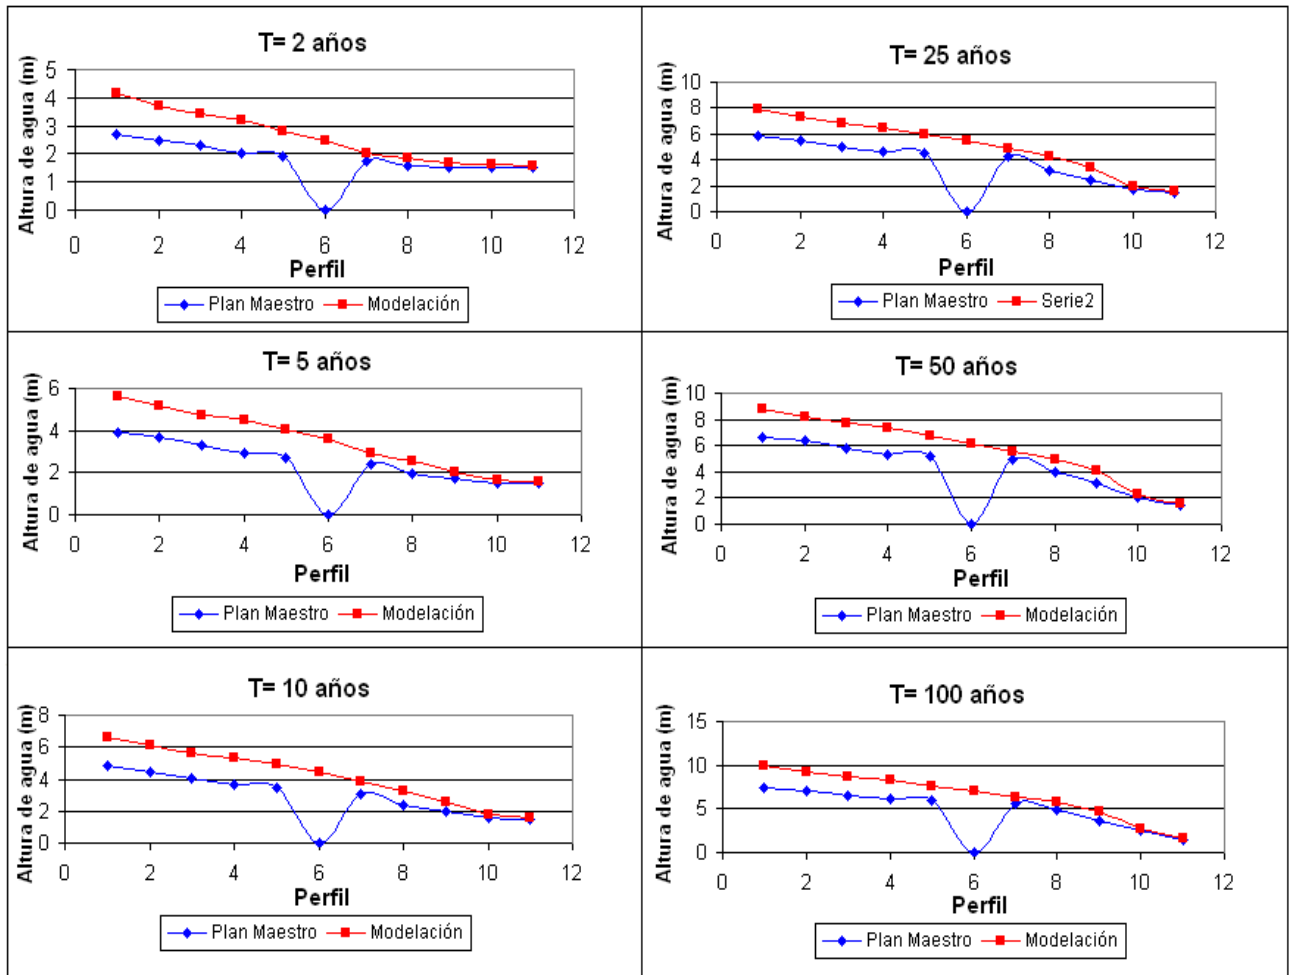 T= 2 años
Altura de agua (m)
5
4
3
2
1
0
0 2 4 6 8 10 12
Perfil
Plan Maestro Modelación
T= 25 años
Altura de agua (m)
10
8
6
4
2
0
0 2 4 6 8 10 12
Perfil
Plan Maestro Serie2
T= 5 años
Altura de agua (m)
6
4
2
0
0 2 4 6 8 10 12
Perfil
Plan Maestro Modelación
T= 50 años
Altura de agua (m)
10
8
6
4
2
0
0 2 4 6 8 10 12
Perfil
Plan Maestro Modelación
T= 10 años
Altura de agua (m)
8
6
4
2
0
0 2 4 6 8 10 12
Perfil
Plan Maestro Modelación
T= 100 años
Altura de agua (m)
15
10
5
0
0 2 4 6 8 10 12
Perfil
Plan Maestro Modelación